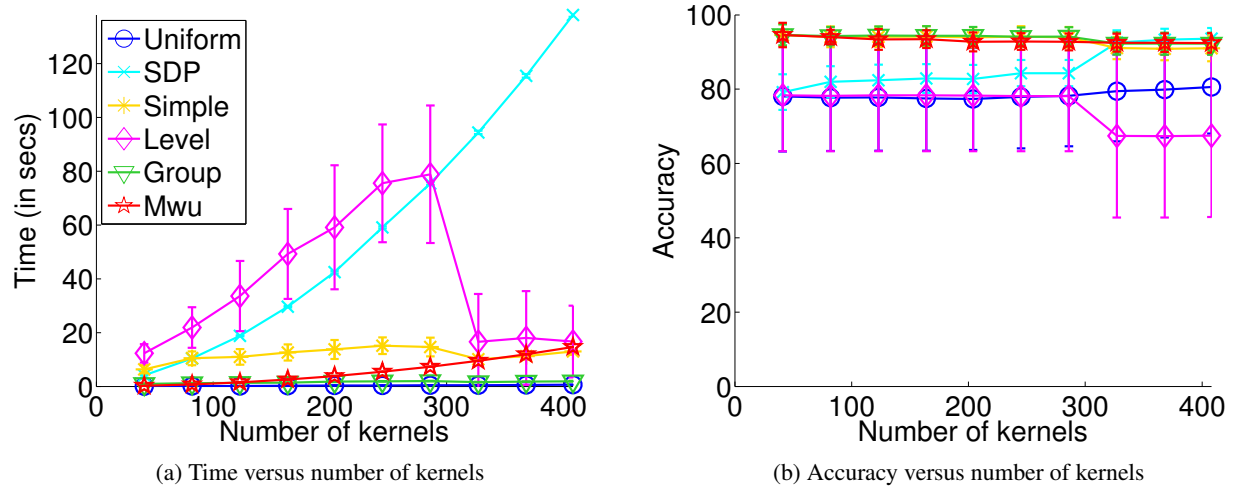 Time (in secs)
120
100
80
60
40
20
0
0
100
200
300
400
Number of kernels
Uniform
SDP
Simple
Level
Group
Mwu
(a) Time versus number of kernels
Accuracy
100
80
60
40
20
0
0
100
200
300
400
Number of kernels
(b) Accuracy versus number of kernels